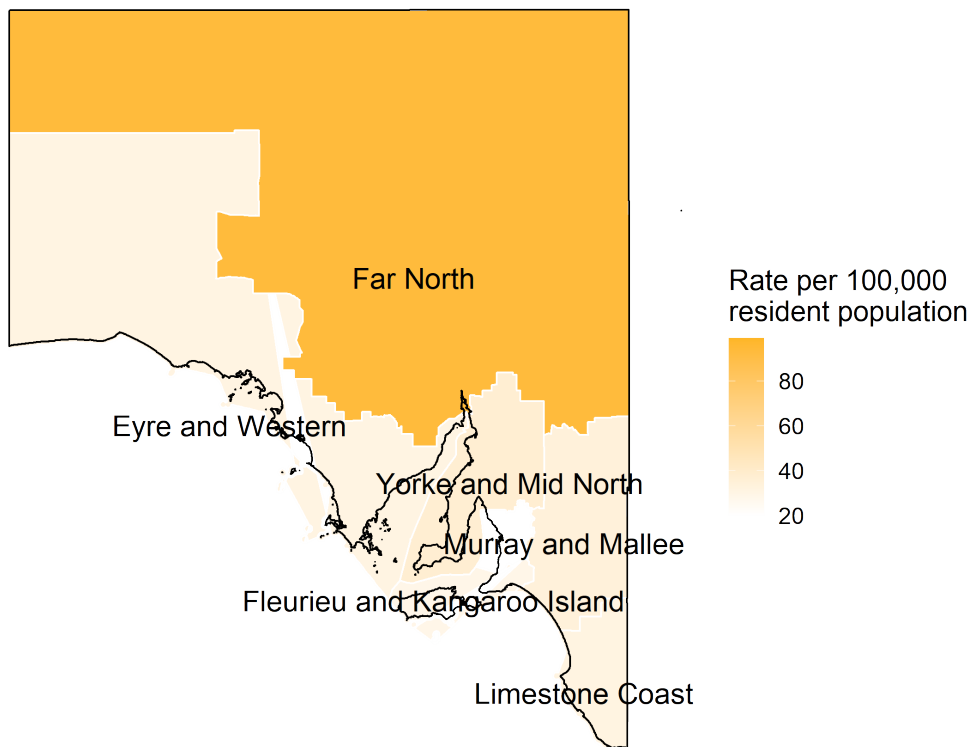 Far North
Rate per 100,000
resident population
80
60
40
20
Eyre and Western
Yorke and Mid North
Murray and Mallee
Fleurieu and Kangaroo Island
Limestone Coast